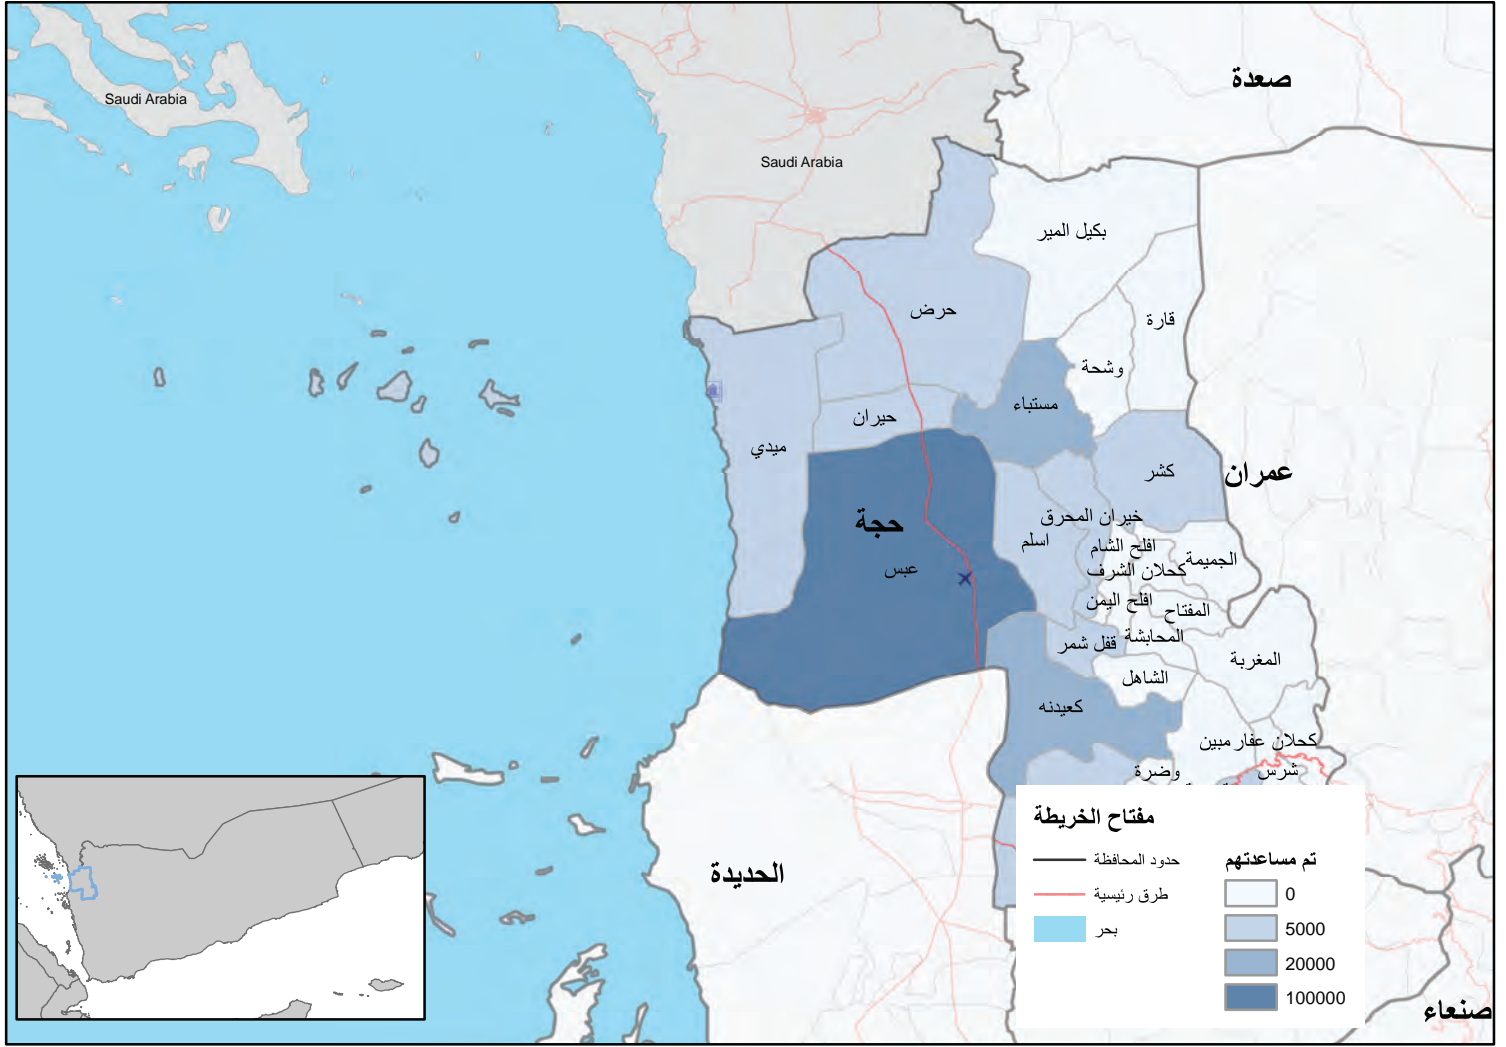 صعدة
Saudi Arabia
Saudi Arabia
بكيل المير
حرض
قارة
وشحة
مستباء
حيران
ميدي
كشر
عمران
خيران المحرق
حجة
اسلم
افلح الشام
الجميمة
كحلان الشرف
عبس
افلح اليمن
المفتاح
المحابشة
قفل شمر
المغربة
الشاهل
كعيدنه
كحلان عفار
مبين
وضرة
شرس
الحديدة
مفتاح الخريطة
حدود المحافظة
طرق رئيسية
بحر
تم مساعدتهم
0
5000
20000
100000
صنعاء